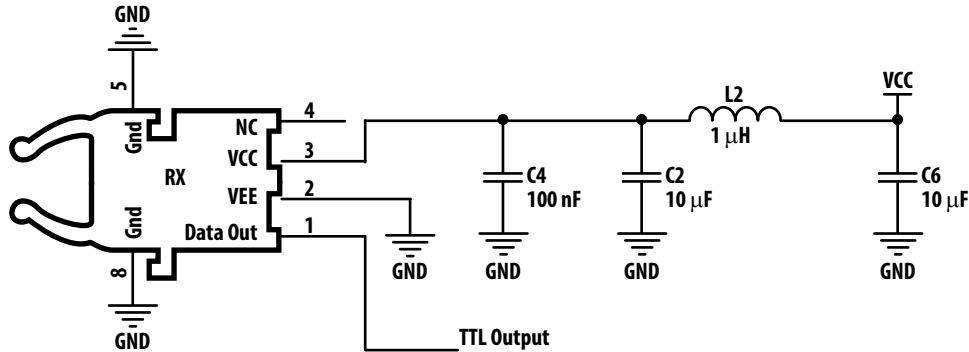 GND
5
Gnd
NC
4
VCC
3
RX
VEE
2
Gnd
Data Out
1
8
GND
GND
TTL Output
C4
100 nF
GND
C2
10 μF
GND
L2
1 μH
VCC
C6
10 μF
GND